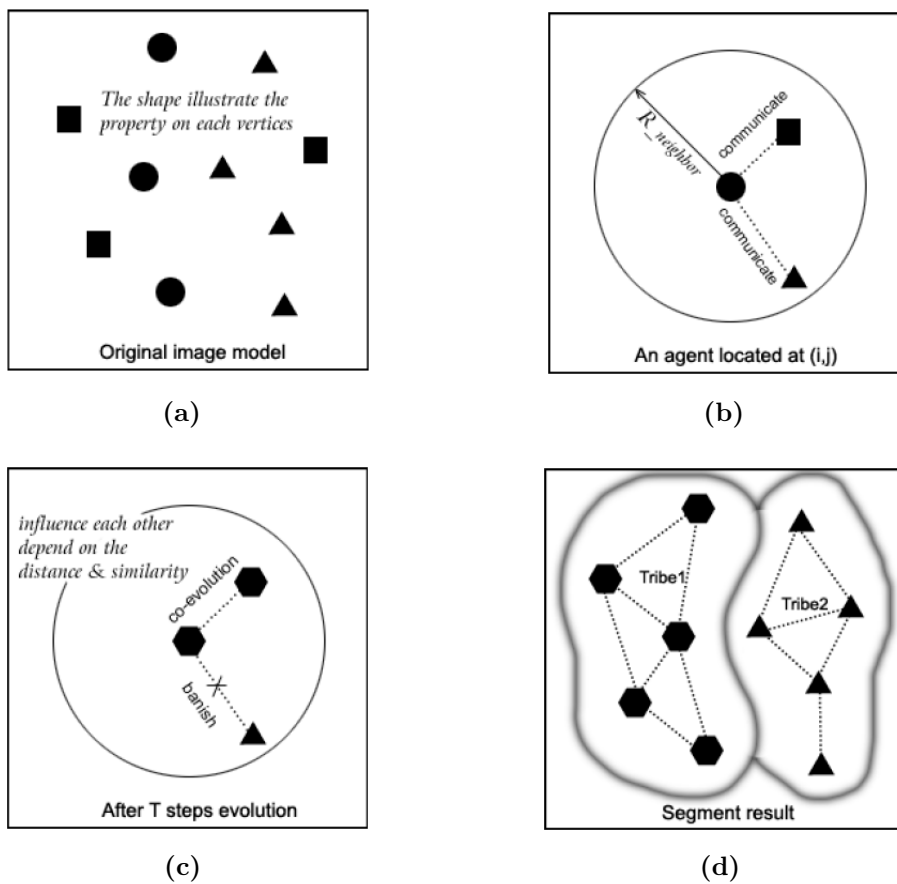 The shape illustrate the
property on each vertices
Original image model
(a)
R_neighbor
communicate
communicate
An agent located at (i,j)
(b)
influence each other
depend on the
distance & similarity
co-evolution
banish
After T steps evolution
(c)
Tribe1
Tribe2
Segment result
(d)